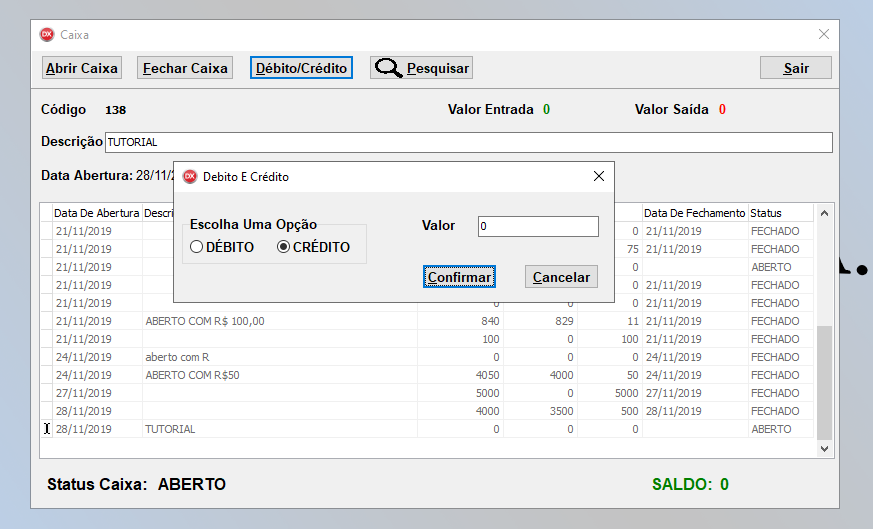 Caixa
Abrir Caixa Fechar Caixa Débito/Crédito Pesquisar Sair
Código 138 Valor Entrada 0 Valor Saída 0
Descrição TUTORIAL
Data Abertura: 28/11/
Debito E Crédito
Escolha Uma Opção
DÉBITO CRÉDITO
Valor 0
Confirmar Cancelar
Data De Abertura Descri Data De Fechamento Status
21/11/2019 0 21/11/2019 FECHADO
21/11/2019 75 21/11/2019 FECHADO
21/11/2019 0 ABERTO
21/11/2019 0 21/11/2019 FECHADO
21/11/2019 0 0 0 21/11/2019 FECHADO
21/11/2019 ABERTO COM R$ 100,00 840 829 11 21/11/2019 FECHADO
21/11/2019 100 0 100 21/11/2019 FECHADO
24/11/2019 aberto com R 0 0 0 24/11/2019 FECHADO
24/11/2019 ABERTO COM R$50 4050 4000 50 24/11/2019 FECHADO
27/11/2019 5000 0 5000 27/11/2019 FECHADO
28/11/2019 4000 3500 500 28/11/2019 FECHADO
28/11/2019 TUTORIAL 0 0 0 ABERTO
Status Caixa: ABERTO SALDO: 0